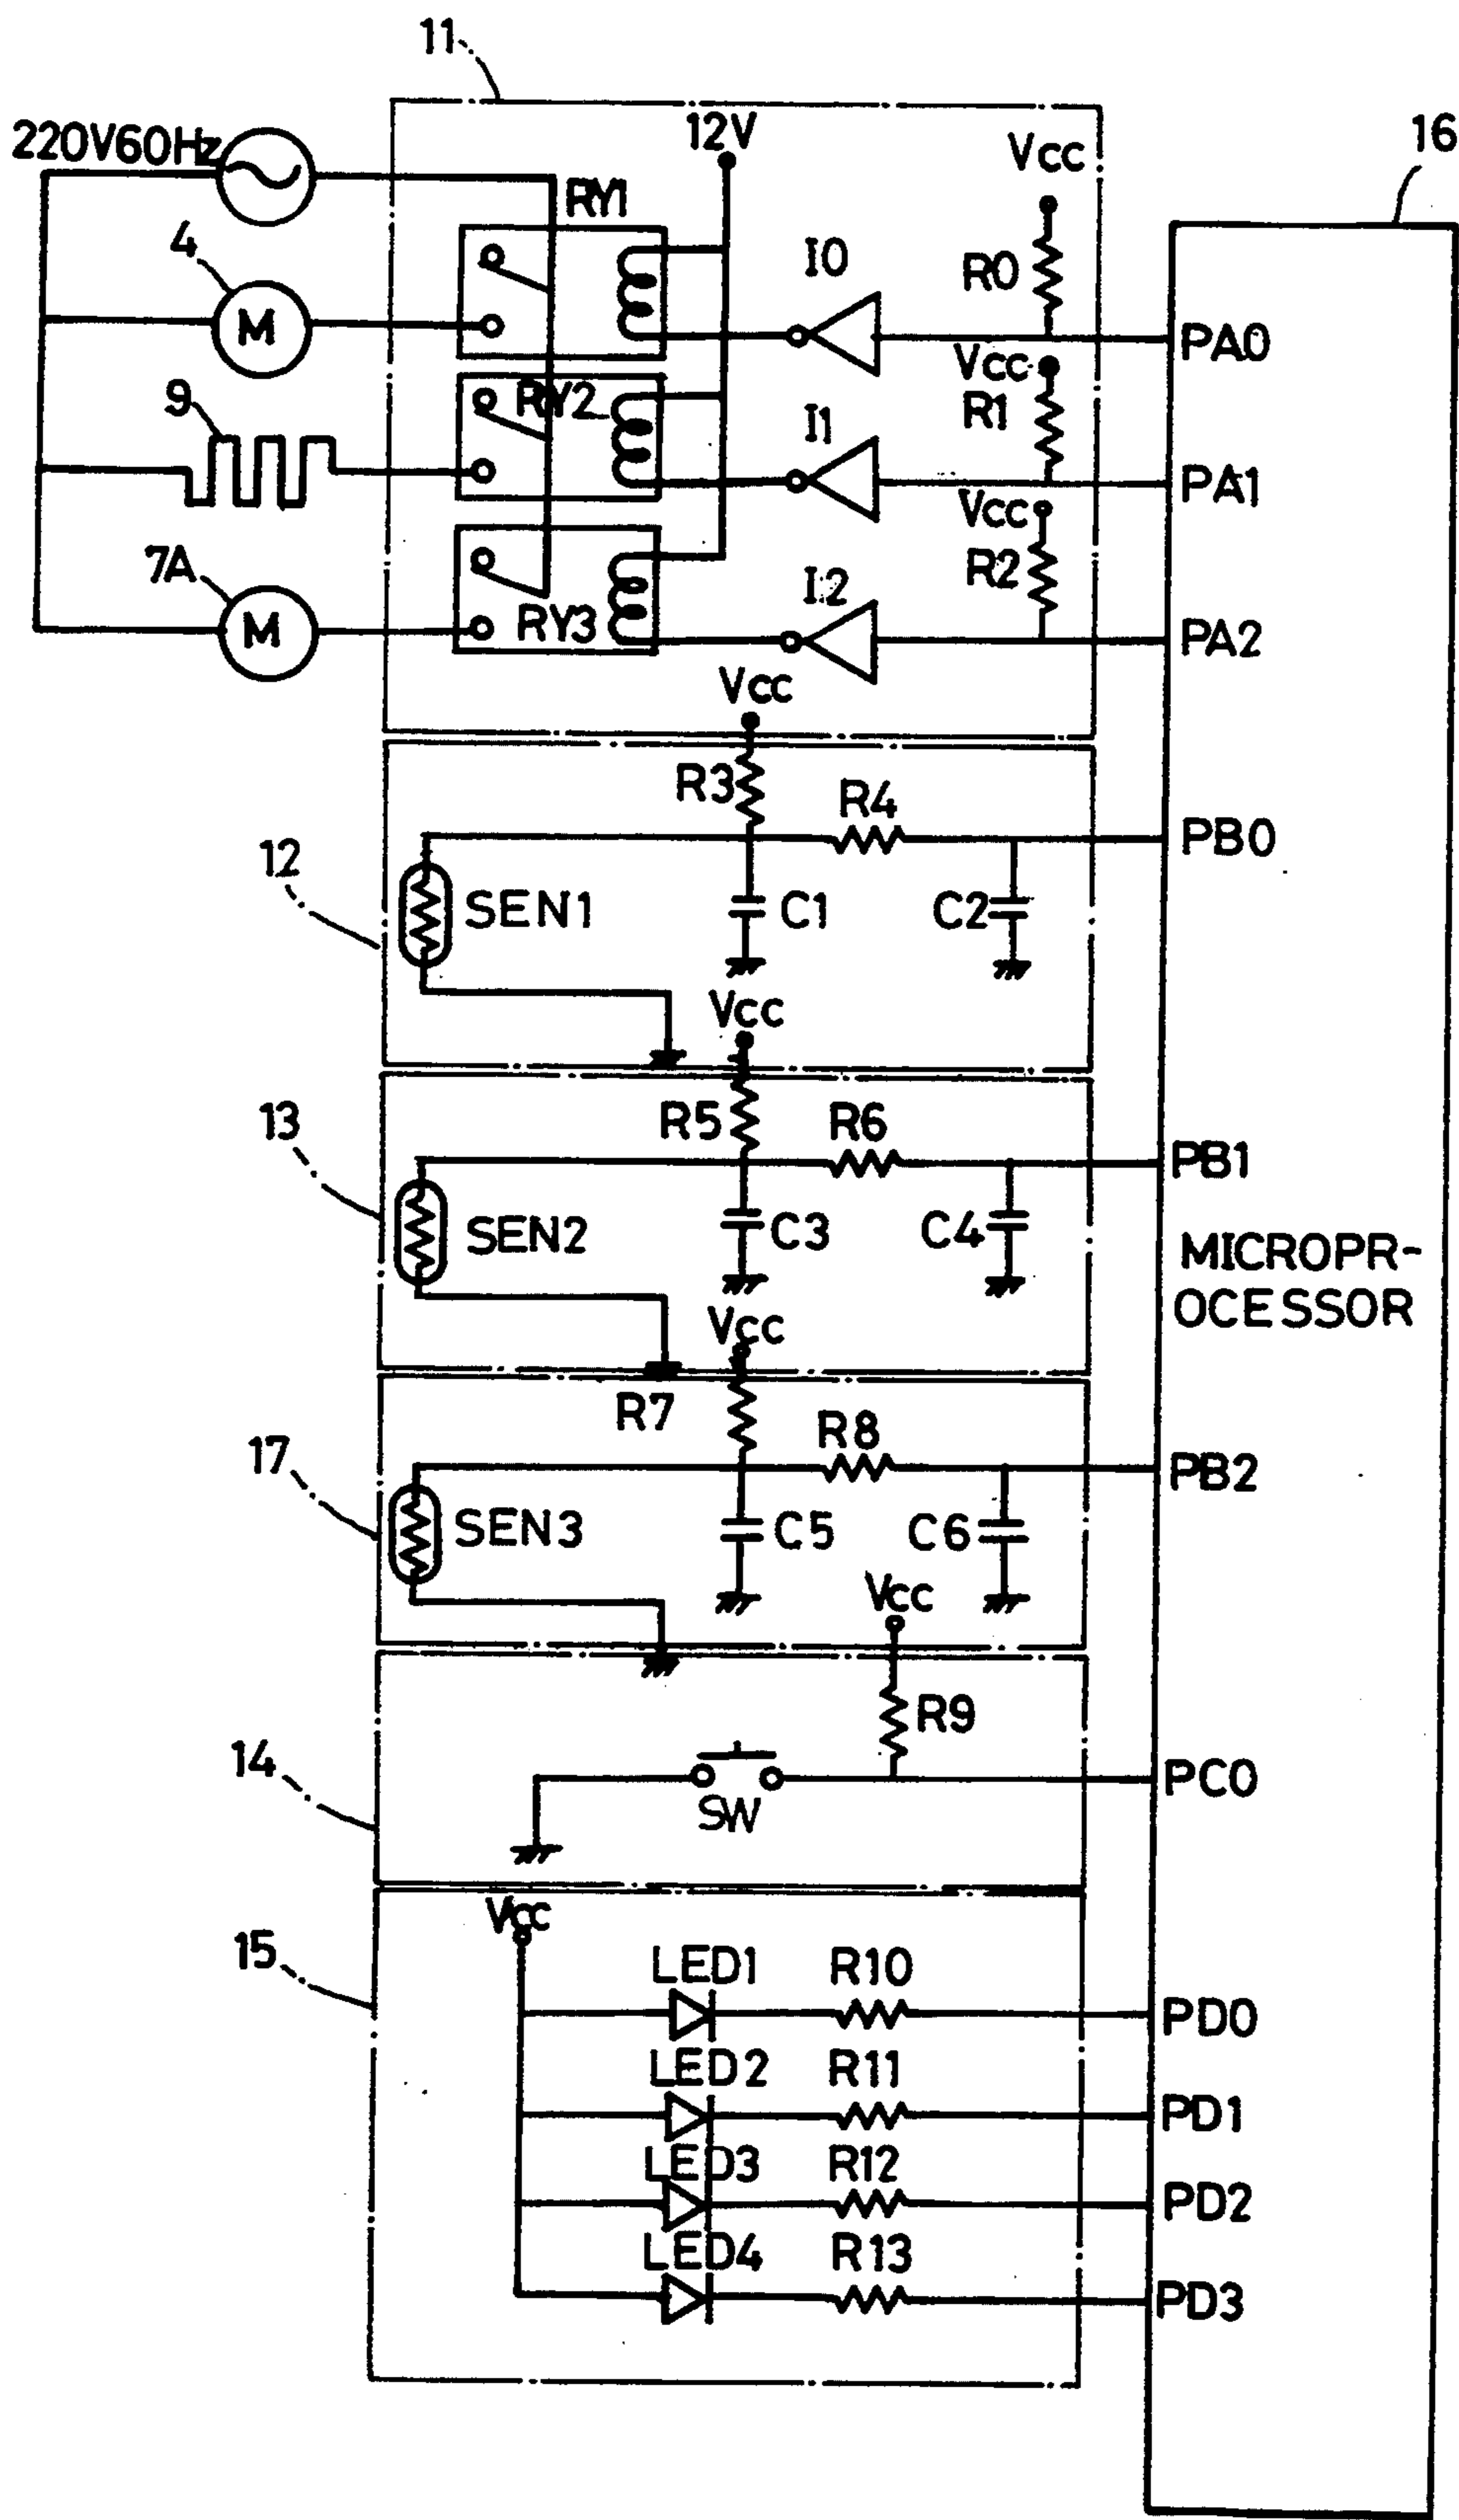 11
220V60Hz
12V
Vcc
16
RY1
4
I0
R0
M
PA0
Vcc
9
RY2
R1
I1
PA1
Vcc
7A
R2
I2
M
RY3
PA2
Vcc
R3
R4
PB0
12
SEN1
C1
C2
Vcc
13
R5
R6
PB1
SEN2
C3
C4
MICROPR-
OCESSOR
Vcc
R7
R8
17
PB2
SEN3
C5
C6
Vcc
R9
14
PC0
SW
Vcc
15
LED1
R10
PD0
LED2
R11
PD1
LED3
R12
PD2
LED4
R13
PD3